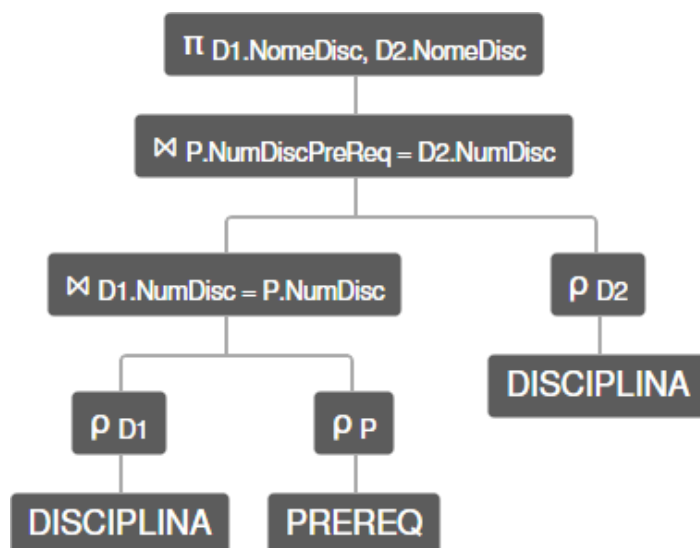 π D1.NomeDisc, D2.NomeDisc
⋈ P.NumDiscPreReq = D2.NumDisc
⋈ D1.NumDisc = P.NumDisc
ρ D2
DISCIPLINA
ρ D1
ρ P
DISCIPLINA
PREREQ